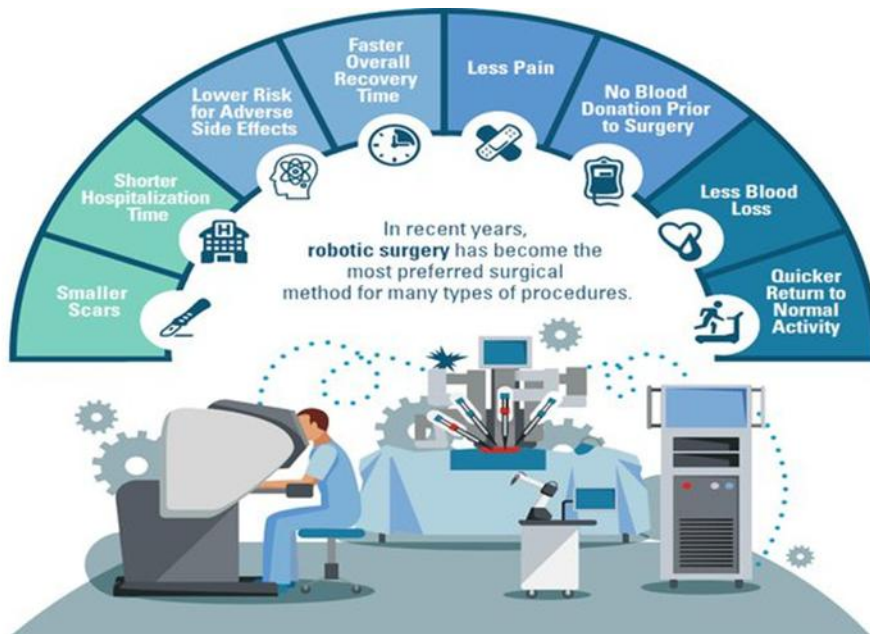 Smaller
Scars
Shorter
Hospitalization
Time
Lower Risk
for Adverse
Side Effects
Faster
Overall
Recovery
Time
Less Pain
No Blood
Donation Prior
to Surgery
Less Blood
Loss
Quicker
Return to
Normal
Activity
H
In recent years,
robotic surgery has become the
most preferred surgical
method for many types of procedures.